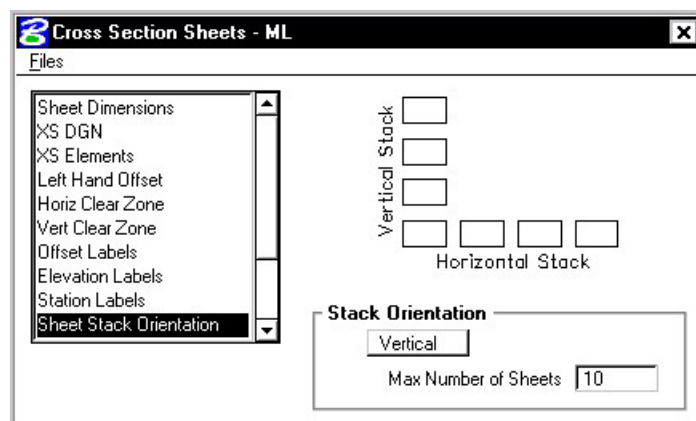 Cross Section Sheets - ML
Files
Sheet Dimensions
XS DGN
XS Elements
Left Hand Offset
Horiz Clear Zone
Vert Clear Zone
Offset Labels
Elevation Labels
Station Labels
Sheet Stack Orientation
Vertical Stack
Horizontal Stack
Stack Orientation
Vertical
Max Number of Sheets 10